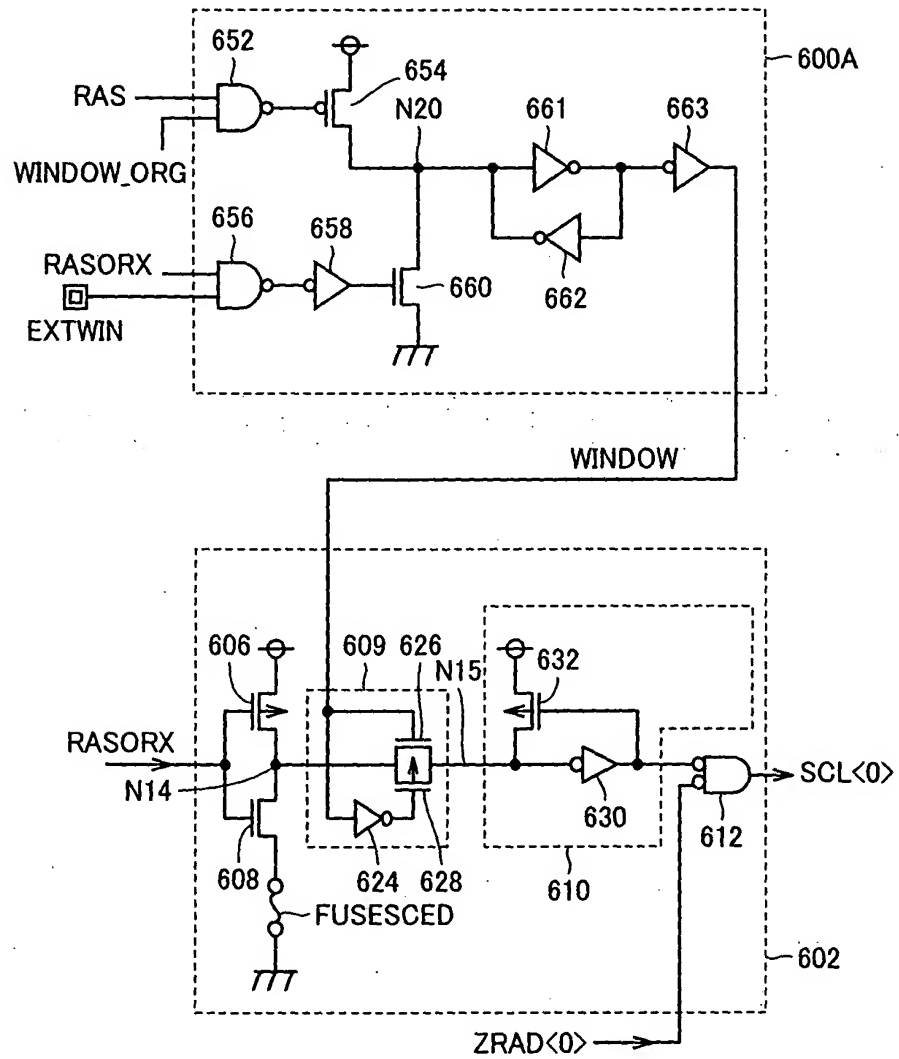 652
654
600A
RAS
N20
661
663
WINDOW_ORG
656
658
RASORX
660
662
EXTWIN
WINDOW
606
609
626
N15
632
RASORX
SCL<0>
N14
630
612
608
624
628
610
FUSESCED
602
ZRAD<0>